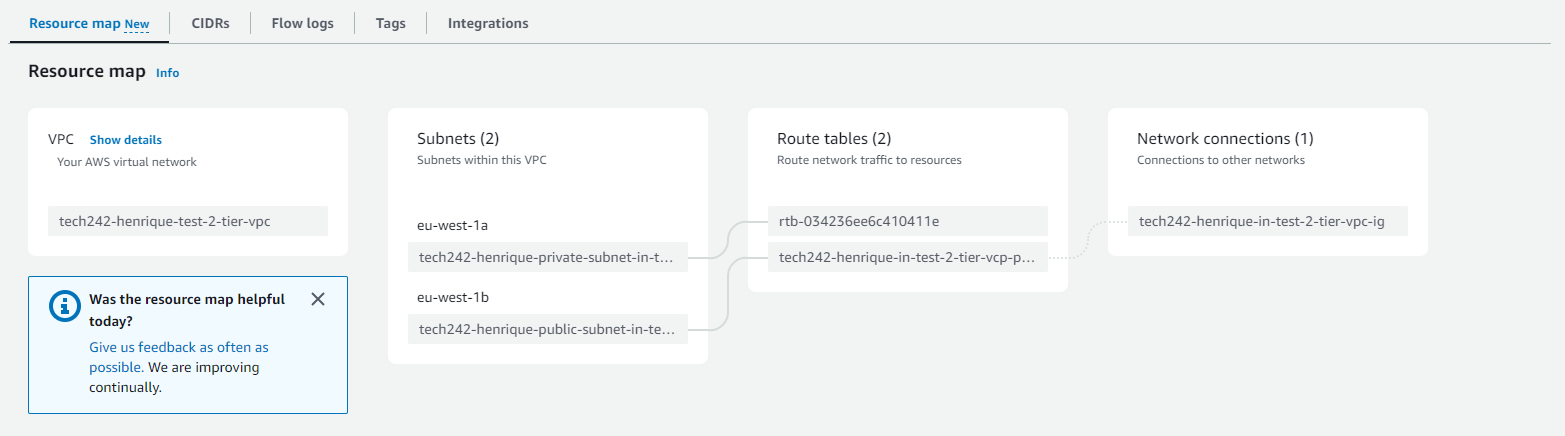 Resource map New
CIDRs
Flow logs
Tags
Integrations
Resource map Info
VPC Show details
Your AWS virtual network
tech242-henrique-test-2-tier-vpc
Was the resource map helpful
today?
Give us feedback as often as
possible. We are improving
continually.
Subnets (2)
Subnets within this VPC
eu-west-1a
tech242-henrique-private-subnet-in-t...
eu-west-1b
tech242-henrique-public-subnet-in-te...
Route tables (2)
Route network traffic to resources
rtb-034236ee6c410411e
tech242-henrique-in-test-2-tier-vcp-p...
Network connections (1)
Connections to other networks
tech242-henrique-in-test-2-tier-vpc-ig